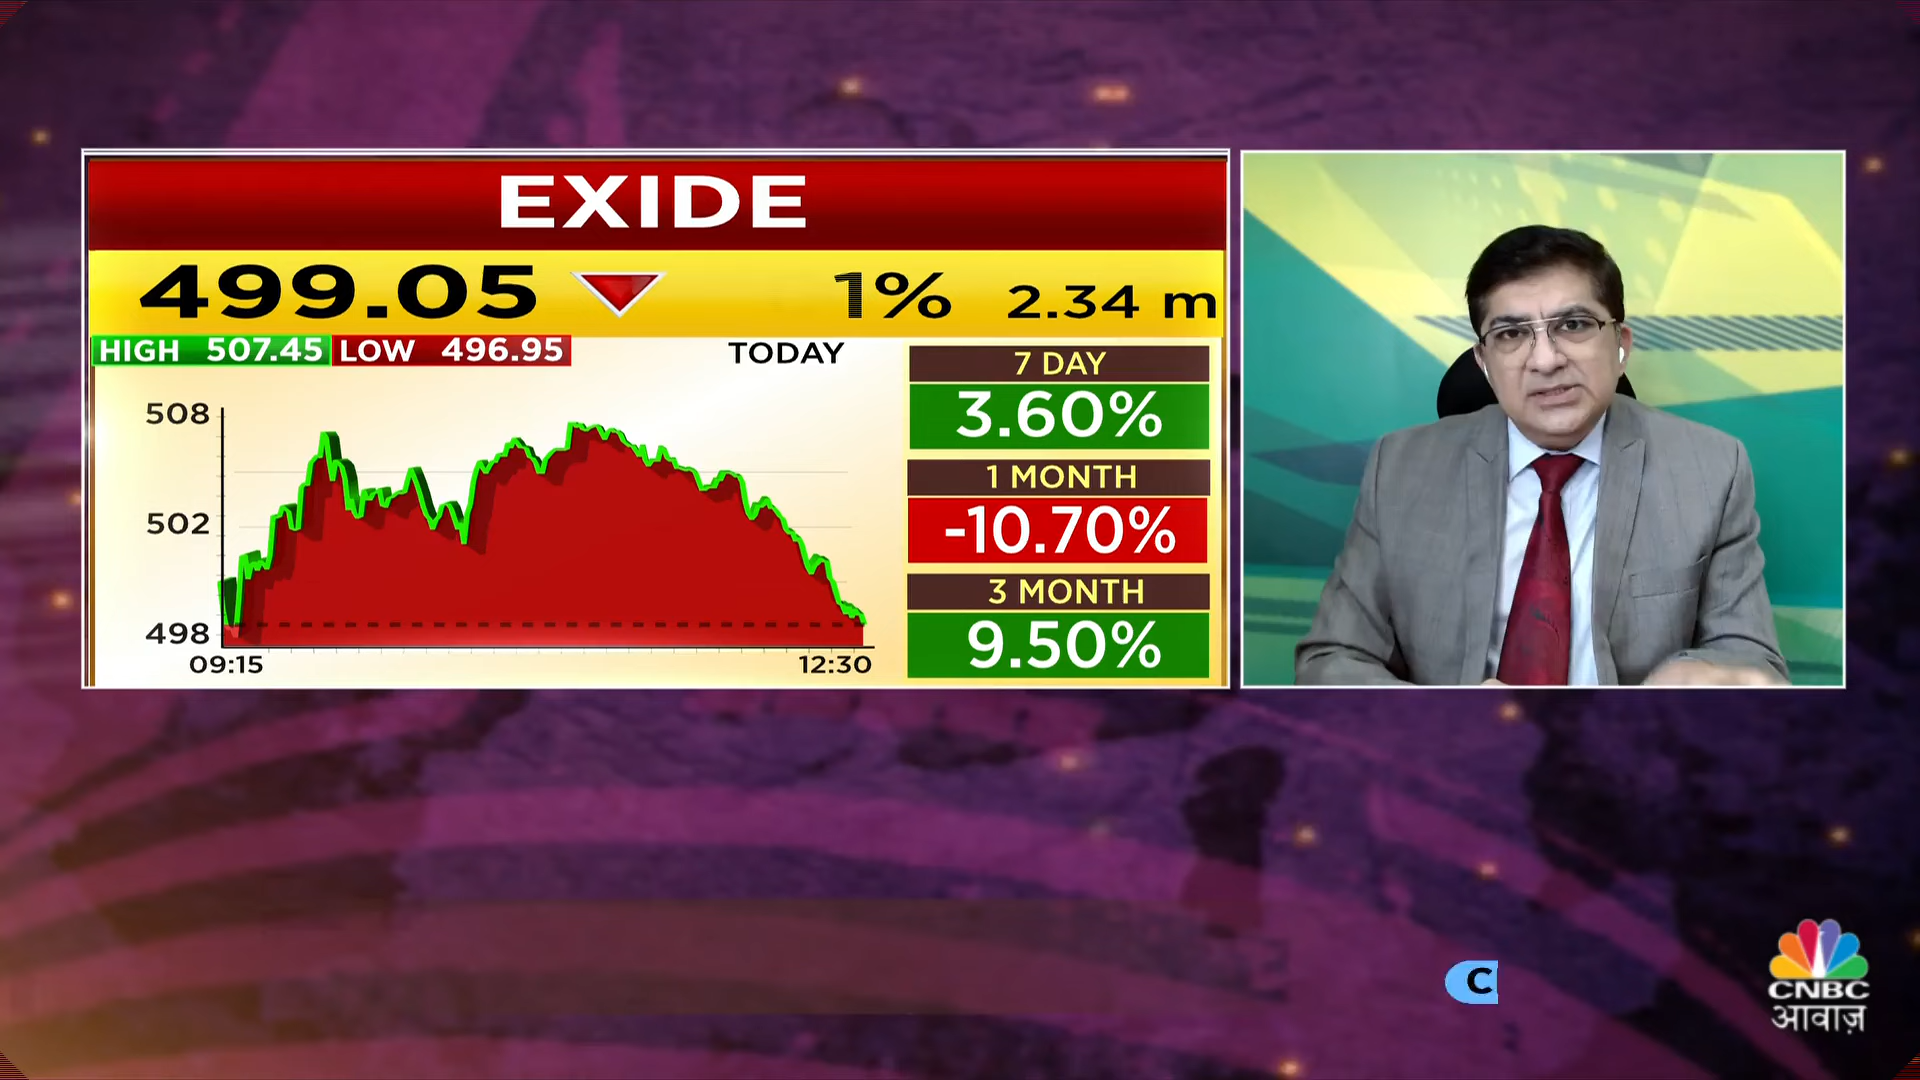 EXIDE
499.05 1% 2.34 m
HIGH 507.45 LOW 496.95 TODAY
508
502
498
09:15 12:30
7 DAY
3.60%
1 MONTH
-10.70%
3 MONTH
9.50%
C
CNBC
आवाज़